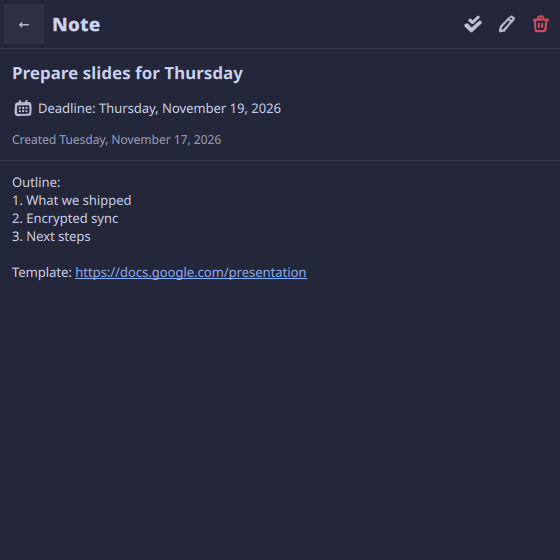 ← Note
Prepare slides for Thursday
Deadline: Thursday, November 19, 2026
Created Tuesday, November 17, 2026
Outline:
1. What we shipped
2. Encrypted sync
3. Next steps
Template: https://docs.google.com/presentation